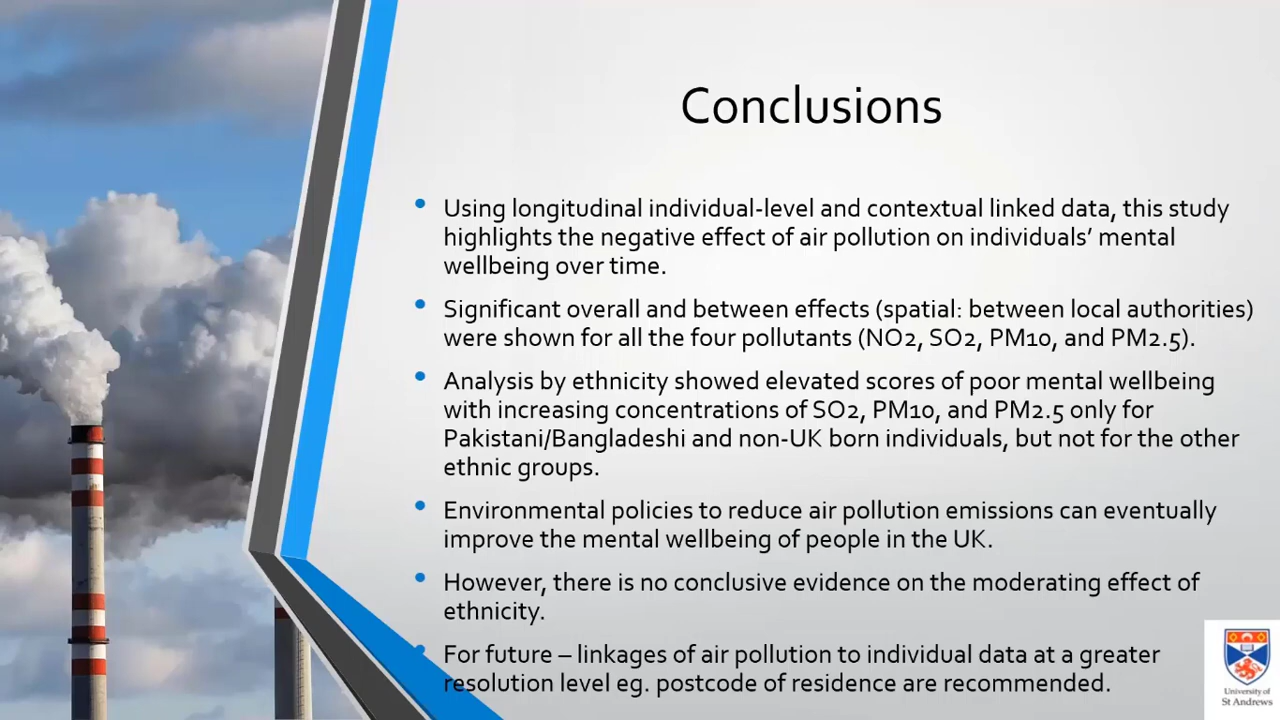 Conclusions
• Using longitudinal individual-level and contextual linked data, this study
highlights the negative effect of air pollution on individuals’ mental
wellbeing over time.
• Significant overall and between effects (spatial: between local authorities)
were shown for all the four pollutants (NO2, SO2, PM10, and PM2.5).
• Analysis by ethnicity showed elevated scores of poor mental wellbeing
with increasing concentrations of SO2, PM10, and PM2.5 only for
Pakistani/Bangladeshi and non-UK born individuals, but not for the other
ethnic groups.
• Environmental policies to reduce air pollution emissions can eventually
improve the mental wellbeing of people in the UK.
• However, there is no conclusive evidence on the moderating effect of
ethnicity.
• For future – linkages of air pollution to individual data at a greater
resolution level eg. postcode of residence are recommended.
University of
St Andrews